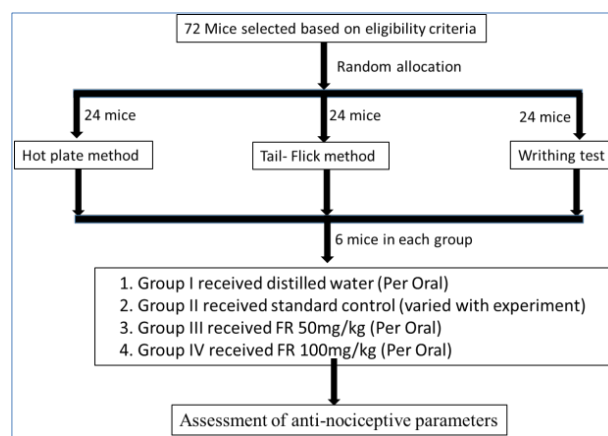 72 Mice selected based on eligibility criteria
Random allocation
24 mice
24 mice
24 mice
Hot plate method
Tail- Flick method
Writhing test
6 mice in each group
1. Group I received distilled water (Per Oral)
2. Group II received standard control (varied with experiment)
3. Group III received FR 50mg/kg (Per Oral)
4. Group IV received FR 100mg/kg (Per Oral)
Assessment of anti-nociceptive parameters